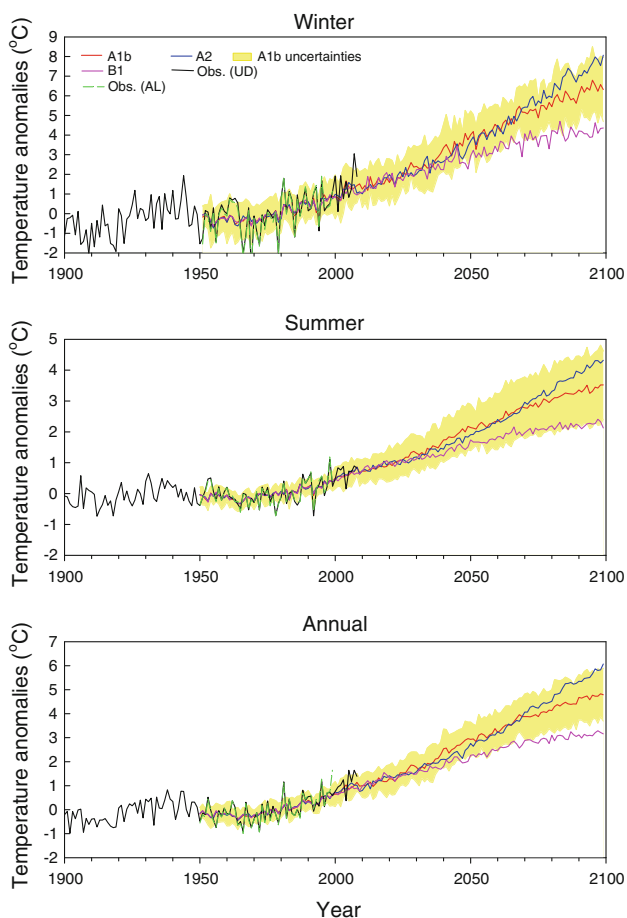 Winter
Temperature anomalies (°C)
9
8
7
6
5
4
3
2
1
0
-1
-2
A1b
A2
A1b uncertainties
B1
Obs. (UD)
Obs. (AL)
1900 1950 2000 2050 2100
Summer
Temperature anomalies (°C)
5
4
3
2
1
0
-1
-2
1900 1950 2000 2050 2100
Annual
Temperature anomalies (°C)
7
6
5
4
3
2
1
0
-1
-2
1900 1950 2000 2050 2100
Year